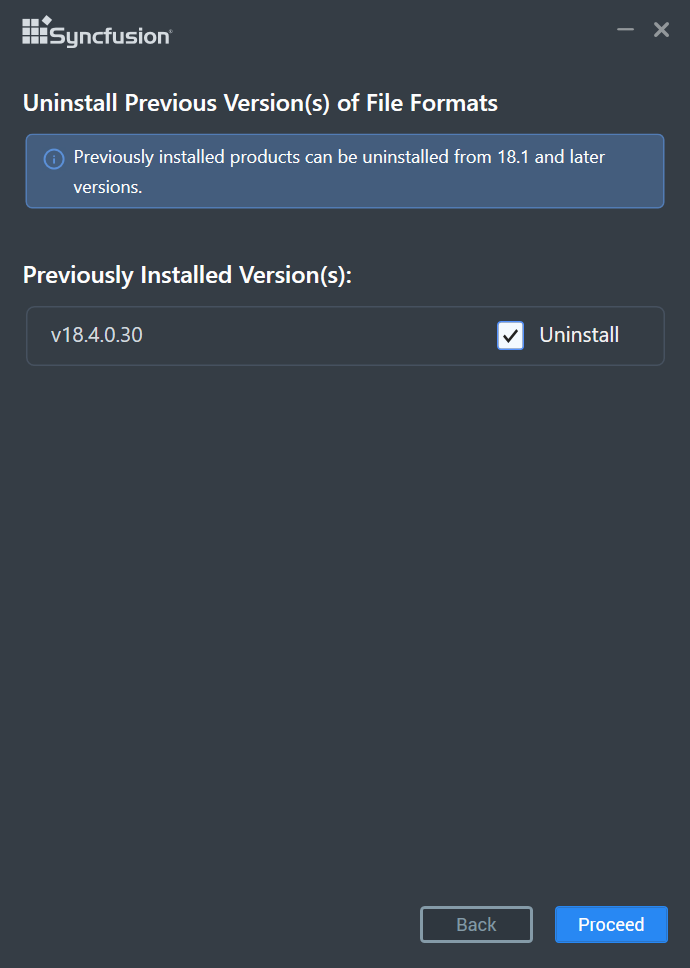 Syncfusion®
Uninstall Previous Version(s) of File Formats
Previously installed products can be uninstalled from 18.1 and later
versions.
Previously Installed Version(s):
v18.4.0.30 Uninstall
Back Proceed